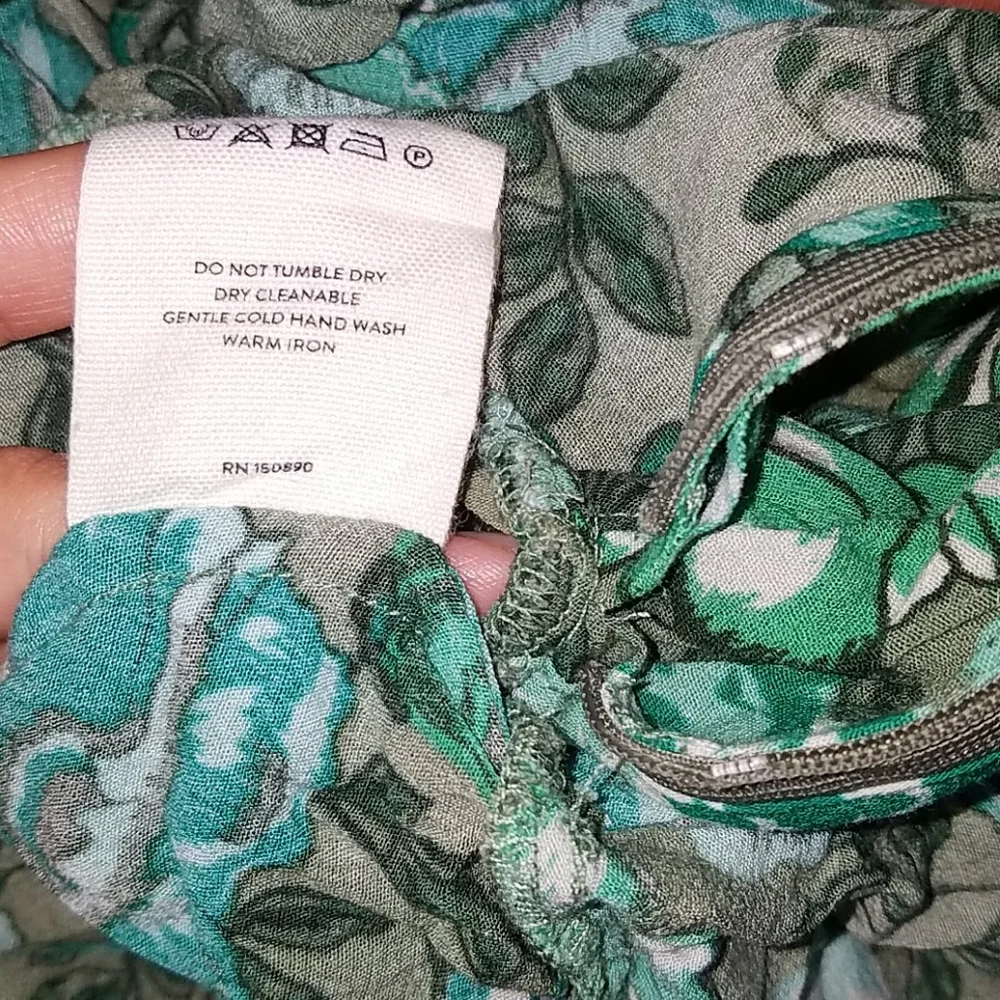 P
DO NOT TUMBLE DRY
DRY CLEANABLE
GENTLE COLD HAND WASH
WARM IRON
RN 150890